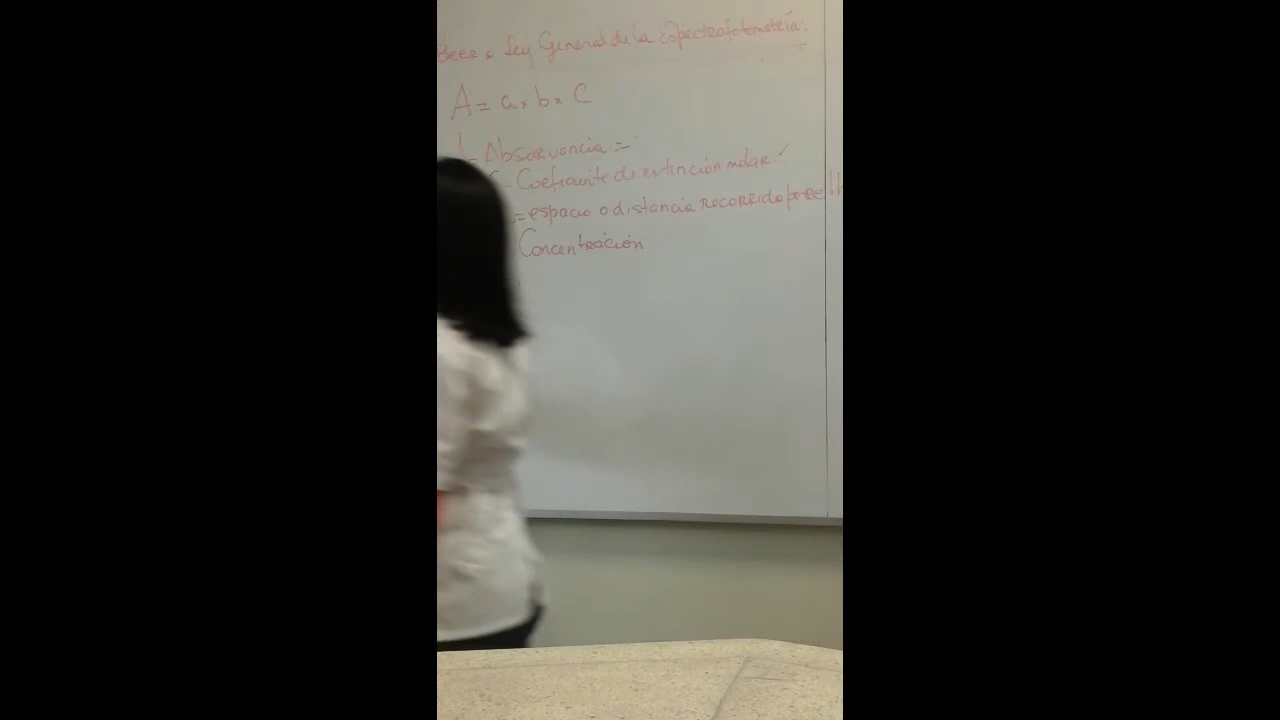 Beer o Ley General de la Espectrofotometría:
A = a x b x C
A = Absorvancia =
- Coeficiente de extinción molar ✓
= espacio o distancia recorrido por el
Concentración